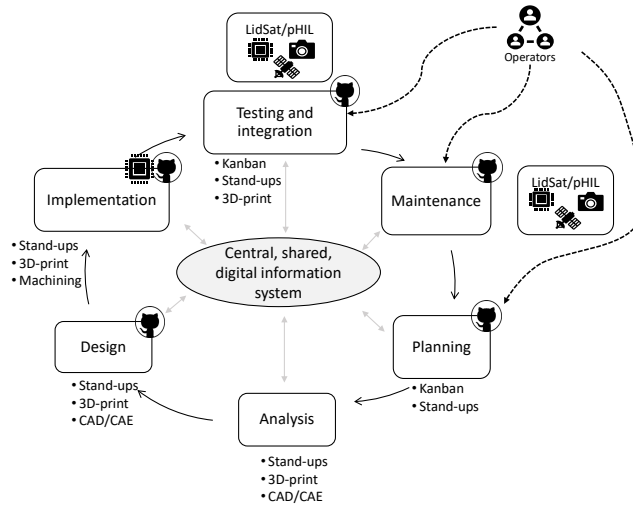 LidSat/pHIL
Operators
Testing and
integration
• Kanban
• Stand-ups
• 3D-print
Implementation
• Stand-ups
• 3D-print
• Machining
Maintenance
LidSat/pHIL
Central, shared,
digital information
system
Design
• Stand-ups
• 3D-print
• CAD/CAE
Planning
• Kanban
• Stand-ups
Analysis
• Stand-ups
• 3D-print
• CAD/CAE